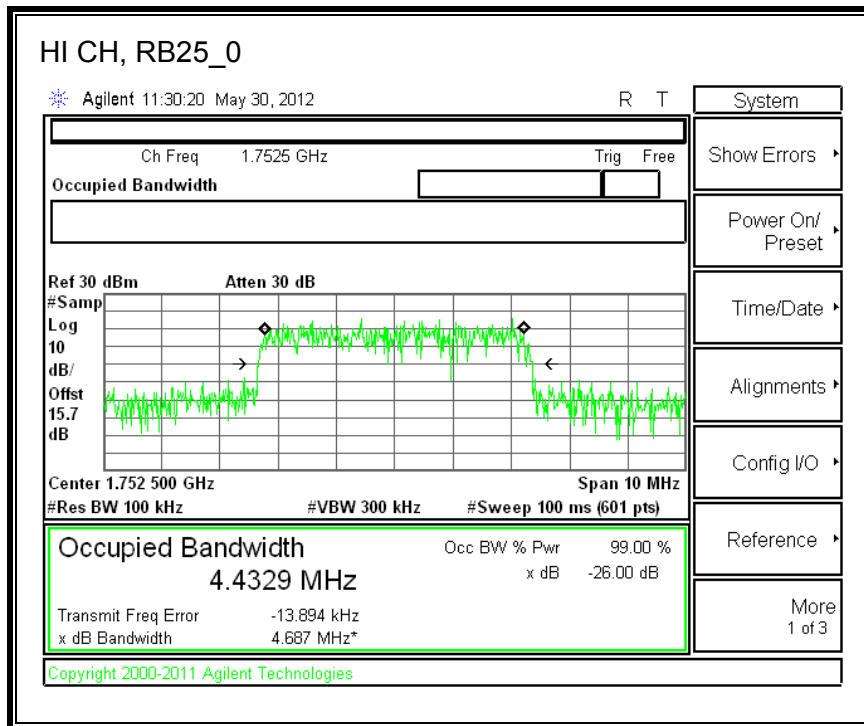 HI CH, RB25_0
Agilent 11:30:20 May 30, 2012 R T
System
Ch Freq 1.7525 GHz Trig Free
Occupied Bandwidth
Show Errors
Power On/
Preset
Time/Date
Alignments
Config I/O
Reference
More
1 of 3
Ref 30 dBm Atten 30 dB
#Samp
Log
10
dB/
Offst
15.7
dB
Center 1.752 500 GHz Span 10 MHz
#Res BW 100 kHz #VBW 300 kHz #Sweep 100 ms (601 pts)
Occupied Bandwidth
4.4329 MHz
Occ BW % Pwr 99.00 %
x dB -26.00 dB
Transmit Freq Error -13.894 kHz
x dB Bandwidth 4.687 MHz*
Copyright 2000-2011 Agilent Technologies